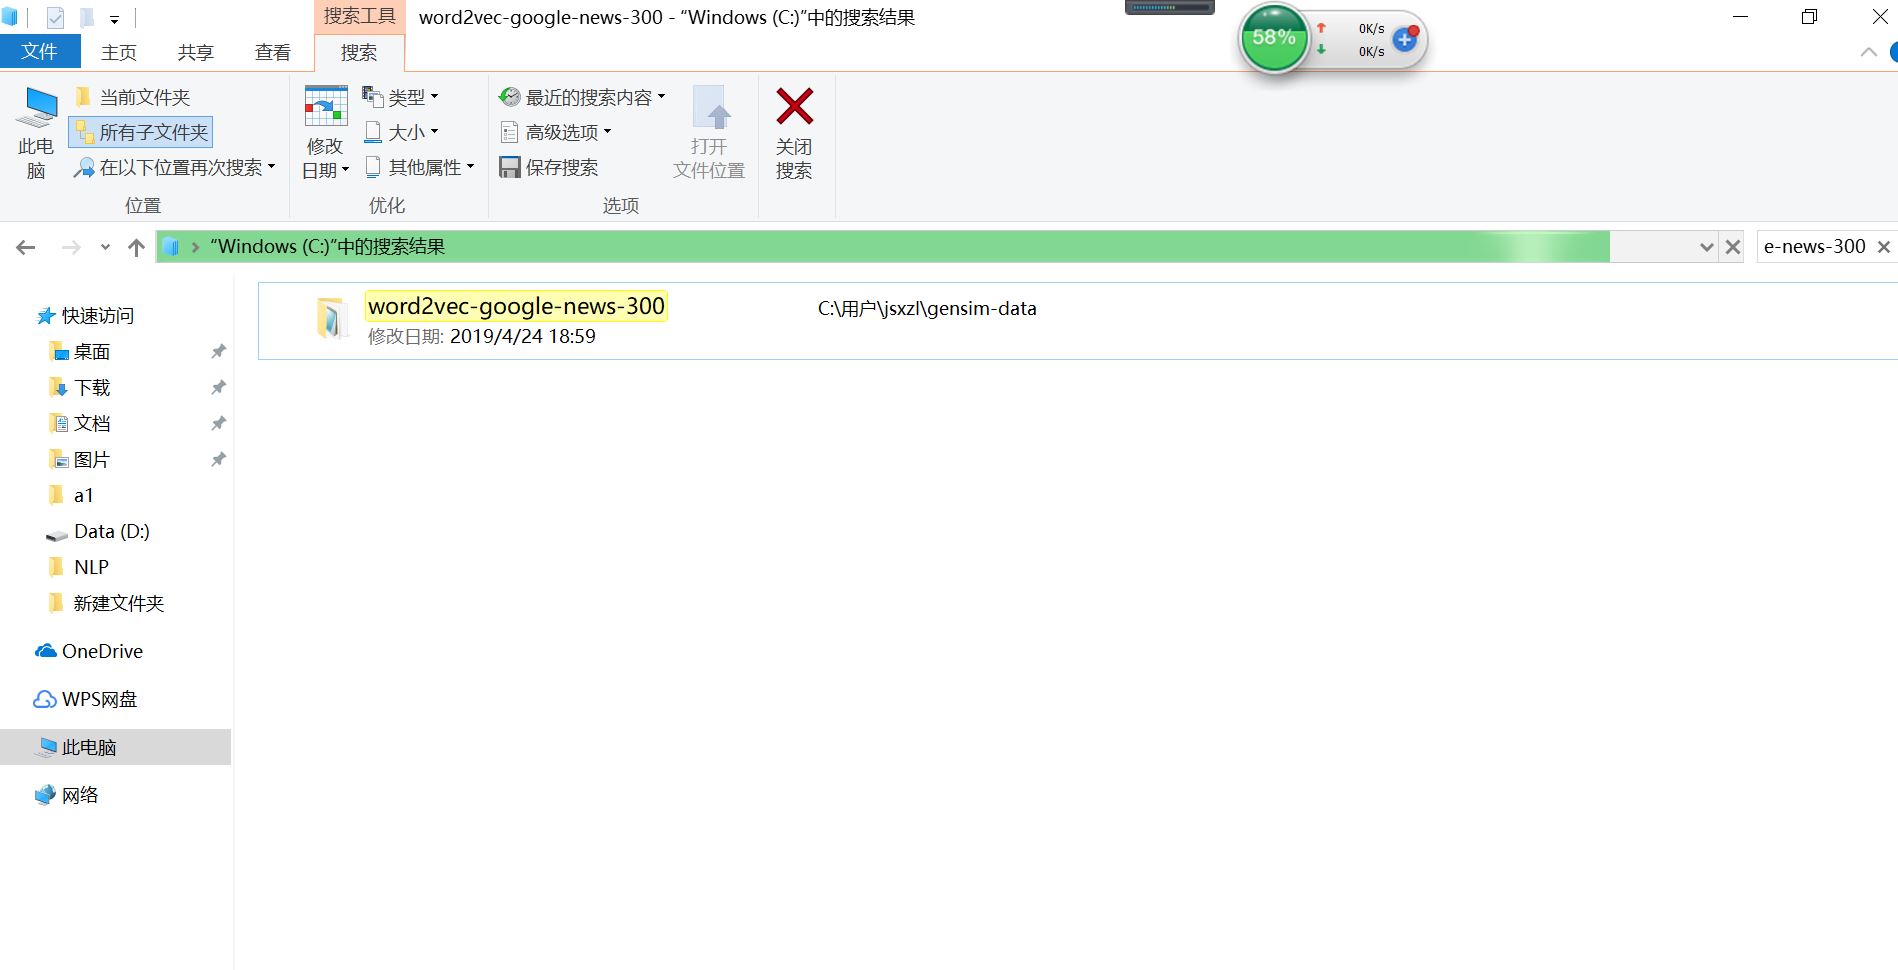 搜索工具
word2vec-google-news-300 - “Windows (C:)”中的搜索结果
58%
0K/s
0K/s
文件
主页
共享
查看
搜索
此电脑
当前文件夹
所有子文件夹
在以下位置再次搜索
位置
修改日期
类型
大小
其他属性
优化
最近的搜索内容
高级选项
保存搜索
打开文件位置
选项
关闭搜索
“Windows (C:)”中的搜索结果
e-news-300
快速访问
桌面
下载
文档
图片
a1
Data (D:)
NLP
新建文件夹
OneDrive
WPS网盘
此电脑
网络
word2vec-google-news-300
C:\用户\jsxzl\gensim-data
修改日期: 2019/4/24 18:59